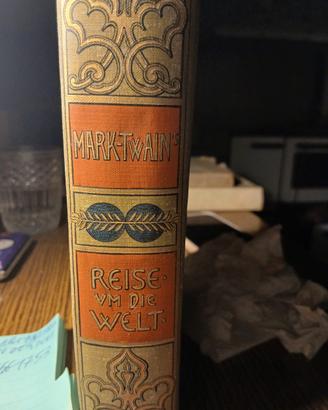 MARK·TWAIN'S
REISE·
VM DIE
WELT·